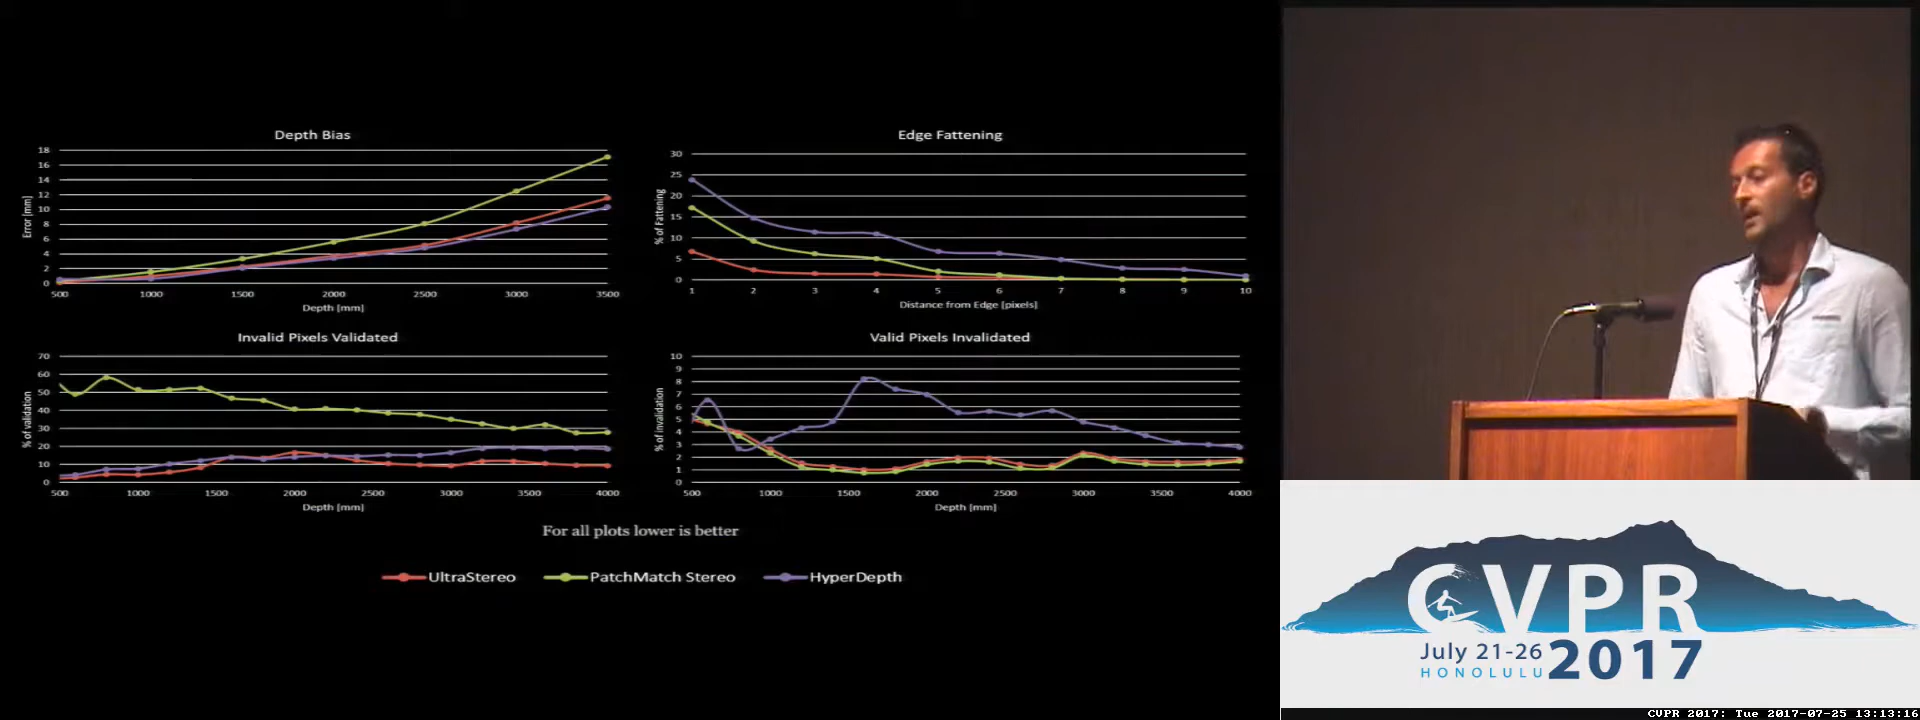 Depth Bias
18
16
14
12
10
8
6
4
2
0
Error [mm]
500 1000 1500 2000 2500 3000 3500
Depth [mm]
Edge Fattening
30
25
20
15
10
5
0
% of Fattening
1 2 3 4 5 6 7 8 9 10
Distance from Edge [pixels]
Invalid Pixels Validated
70
60
50
40
30
20
10
0
% of validation
500 1000 1500 2000 2500 3000 3500 4000
Depth [mm]
Valid Pixels Invalidated
10
9
8
7
6
5
4
3
2
1
0
% of invalidation
500 1000 1500 2000 2500 3000 3500 4000
Depth [mm]
For all plots lower is better
UltraStereo PatchMatch Stereo HyperDepth
CVPR
July 21-26 2017
HONOLULU
CVPR 2017: Tue 2017-07-25 13:13:16